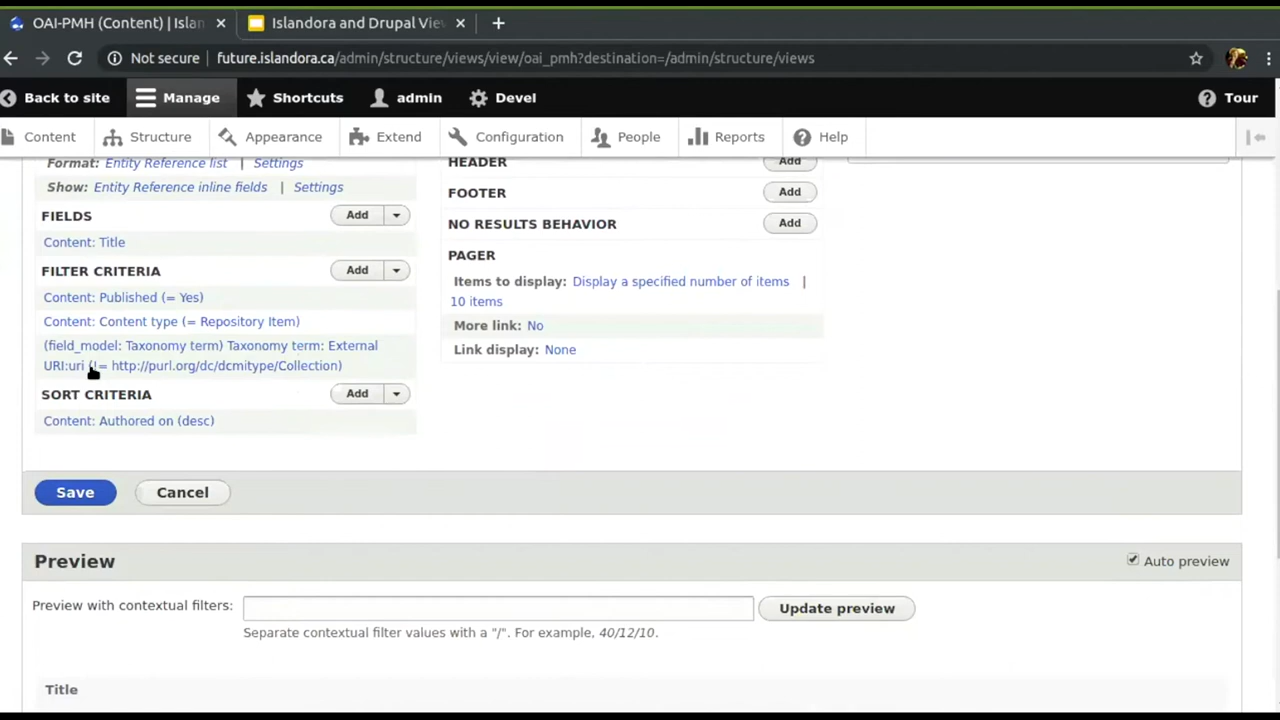 OAI-PMH (Content) | Islan
Islandora and Drupal Vie
Not secure | future.islandora.ca/admin/structure/views/view/oai_pmh?destination=/admin/structure/views
Back to site Manage Shortcuts admin Devel Tour
Content Structure Appearance Extend Configuration People Reports Help
Format: Entity Reference list | Settings
Show: Entity Reference inline fields | Settings
FIELDS Add
Content: Title
FILTER CRITERIA Add
Content: Published (= Yes)
Content: Content type (= Repository Item)
(field_model: Taxonomy term) Taxonomy term: External
URI:uri (!= http://purl.org/dc/dcmitype/Collection)
SORT CRITERIA Add
Content: Authored on (desc)
HEADER Add
FOOTER Add
NO RESULTS BEHAVIOR Add
PAGER
Items to display: Display a specified number of items |
10 items
More link: No
Link display: None
Save Cancel
Preview Auto preview
Preview with contextual filters: Update preview
Separate contextual filter values with a "/". For example, 40/12/10.
Title